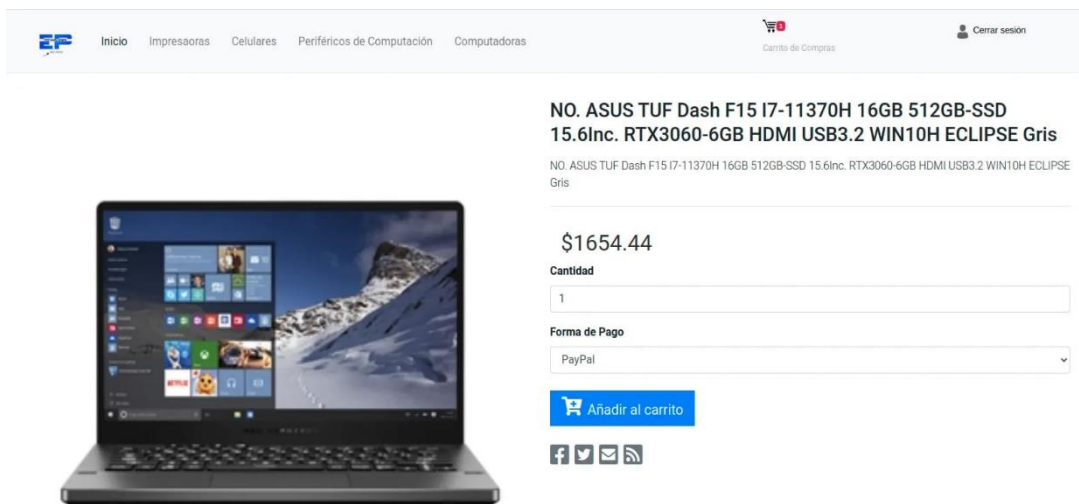 EP
Inicio
Impresaoras
Celulares
Periféricos de Computación
Computadoras
Carrito de Compras
Cerrar sesión
NO. ASUS TUF Dash F15 I7-11370H 16GB 512GB-SSD
15.6Inc. RTX3060-6GB HDMI USB3.2 WIN10H ECLIPSE Gris
NO. ASUS TUF Dash F15 I7-11370H 16GB 512GB-SSD 15.6Inc. RTX3060-6GB HDMI USB3.2 WIN10H ECLIPSE
Gris
$1654.44
Cantidad
1
Forma de Pago
PayPal
Añadir al carrito
NETFLIX